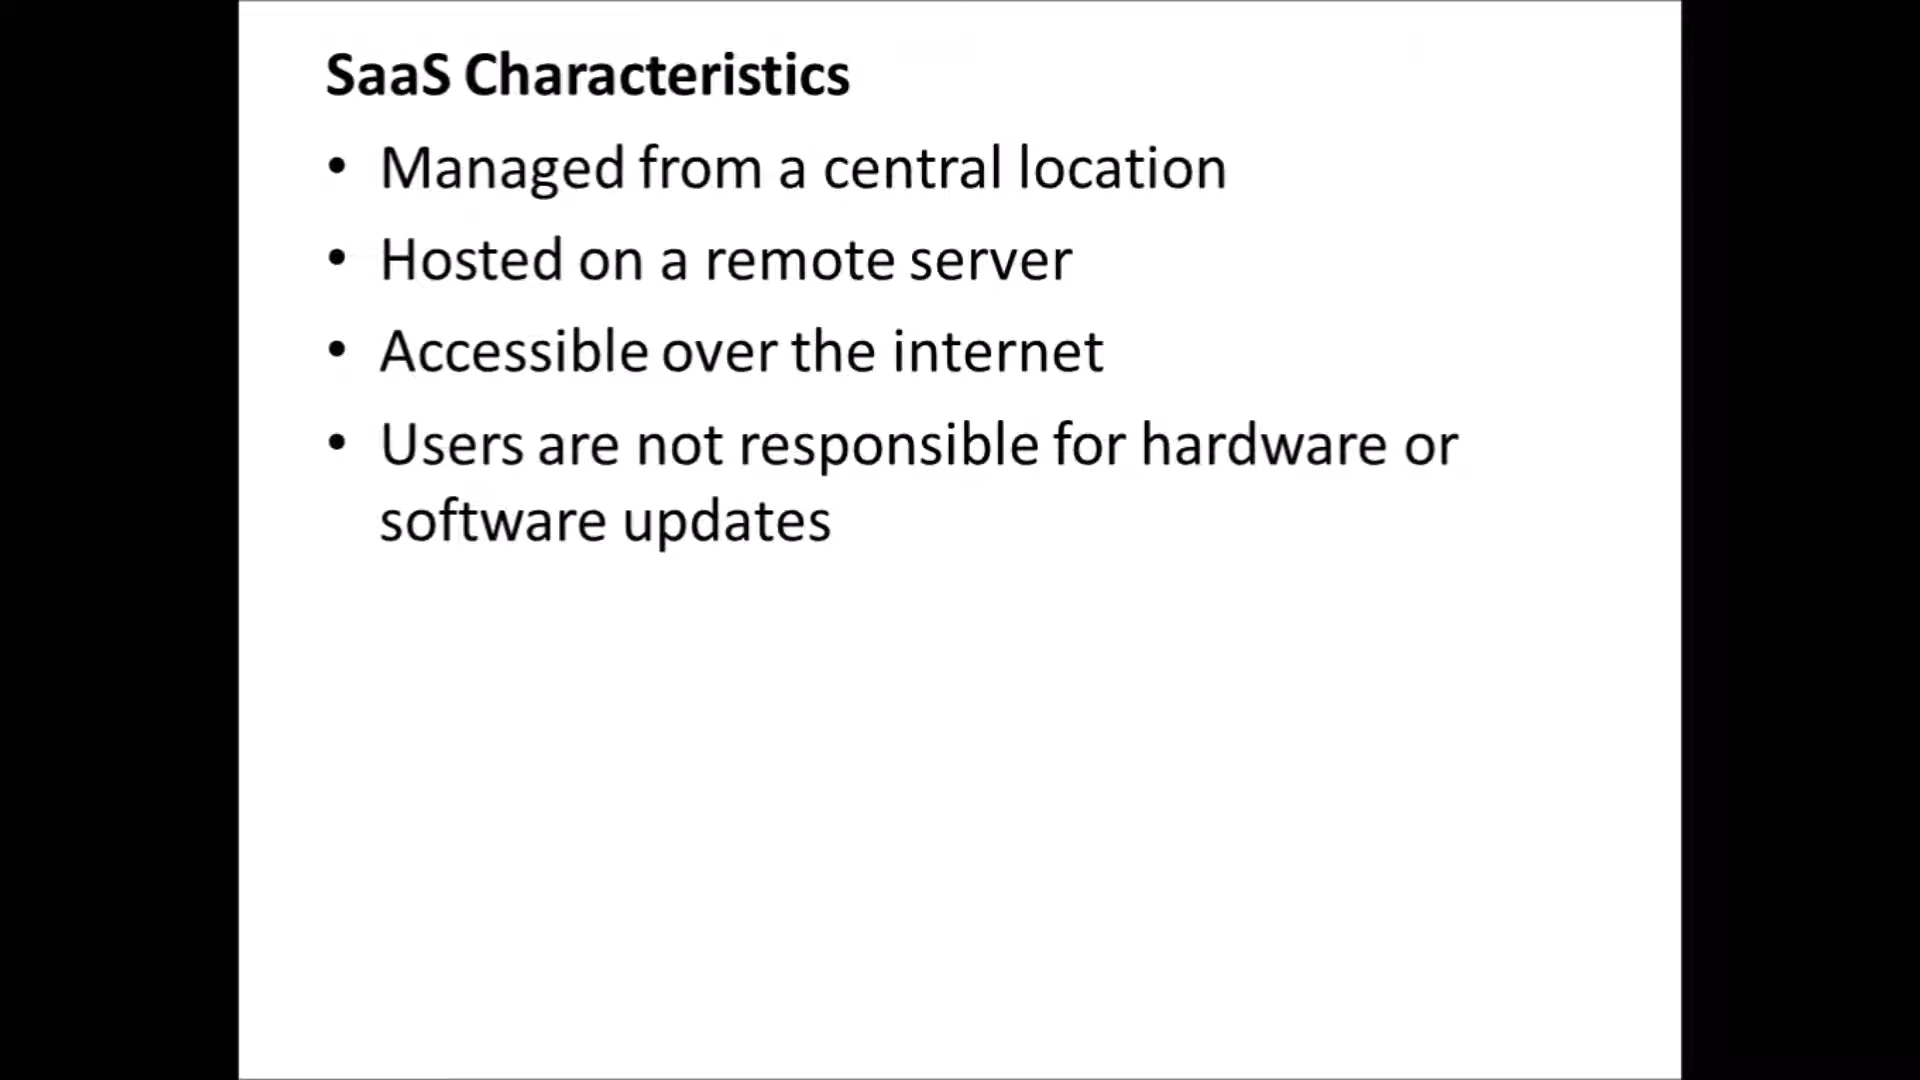 SaaS Characteristics
• Managed from a central location
• Hosted on a remote server
• Accessible over the internet
• Users are not responsible for hardware or
software updates